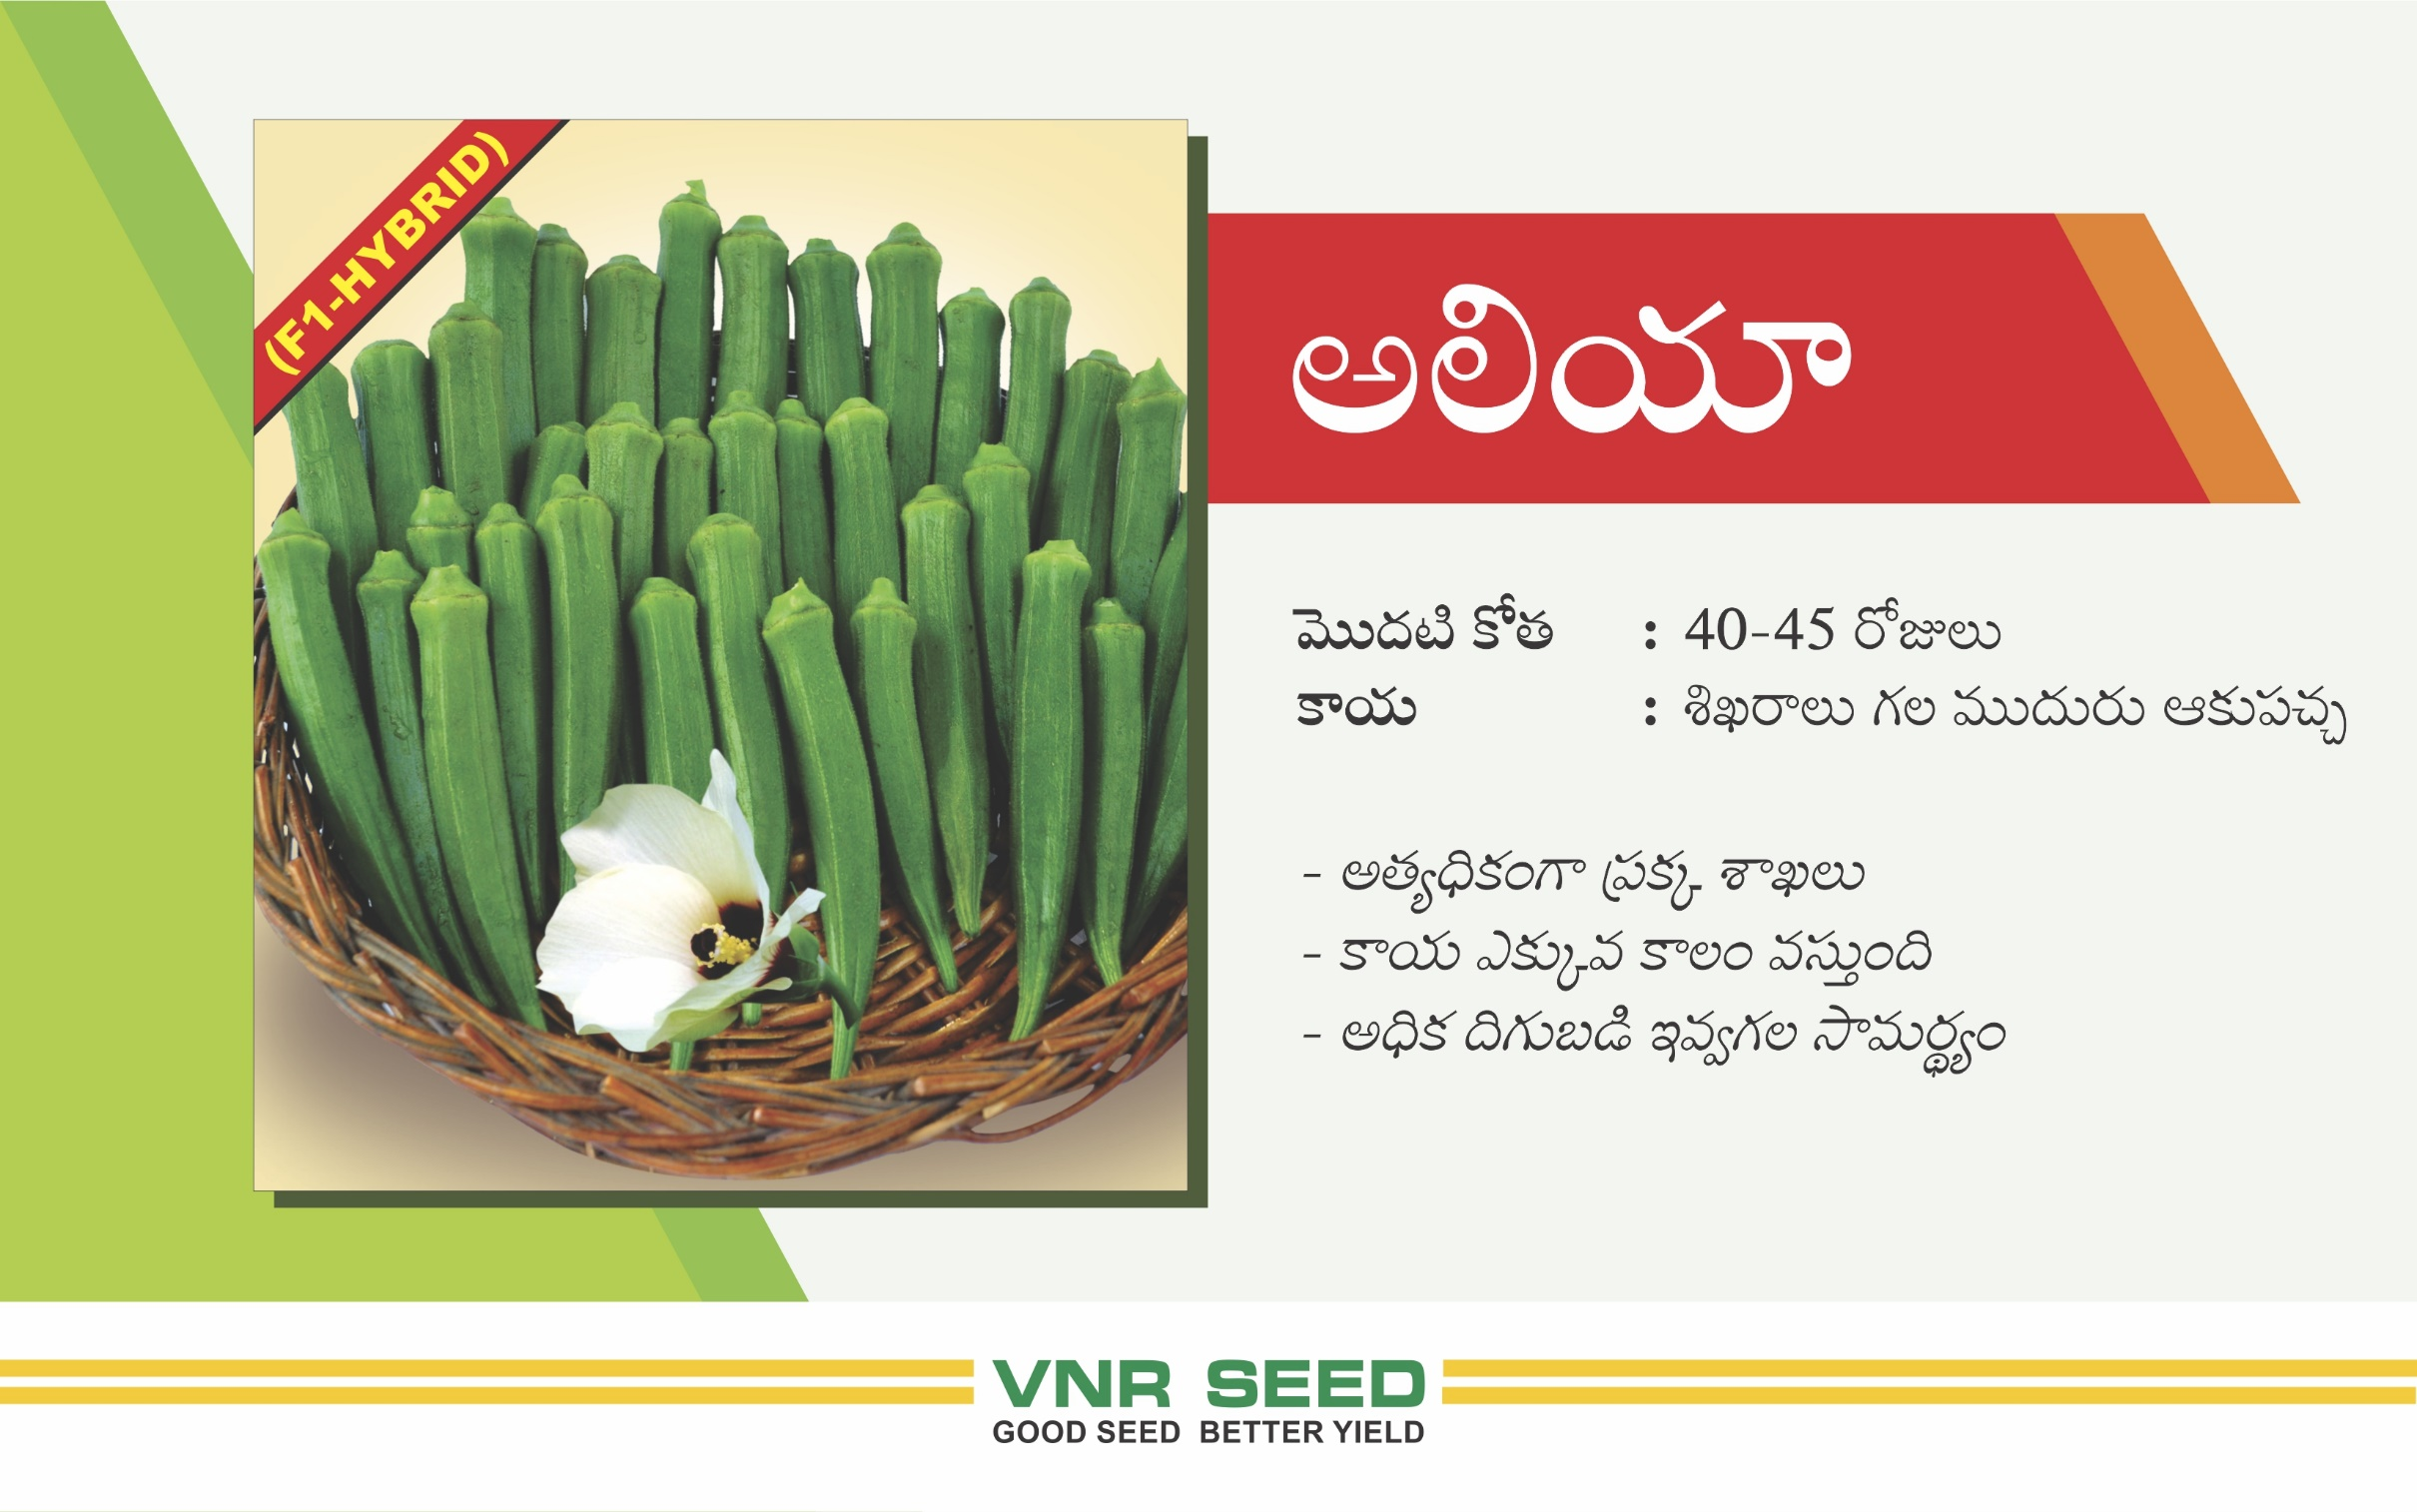 (F1-HYBRID))
అలియా
మొదటి కోత : 40-45 రోజులు
కాయ : శిఖరాలు గల ముదురు ఆకుపచ్చ
- అత్యధికంగా ప్రక్క శాఖలు
- కాయ ఎక్కువ కాలం వస్తుంది
- అధిక దిగుబడి ఇవ్వగల సామర్థ్యం
VNR SEED
GOOD SEED BETTER YIELD